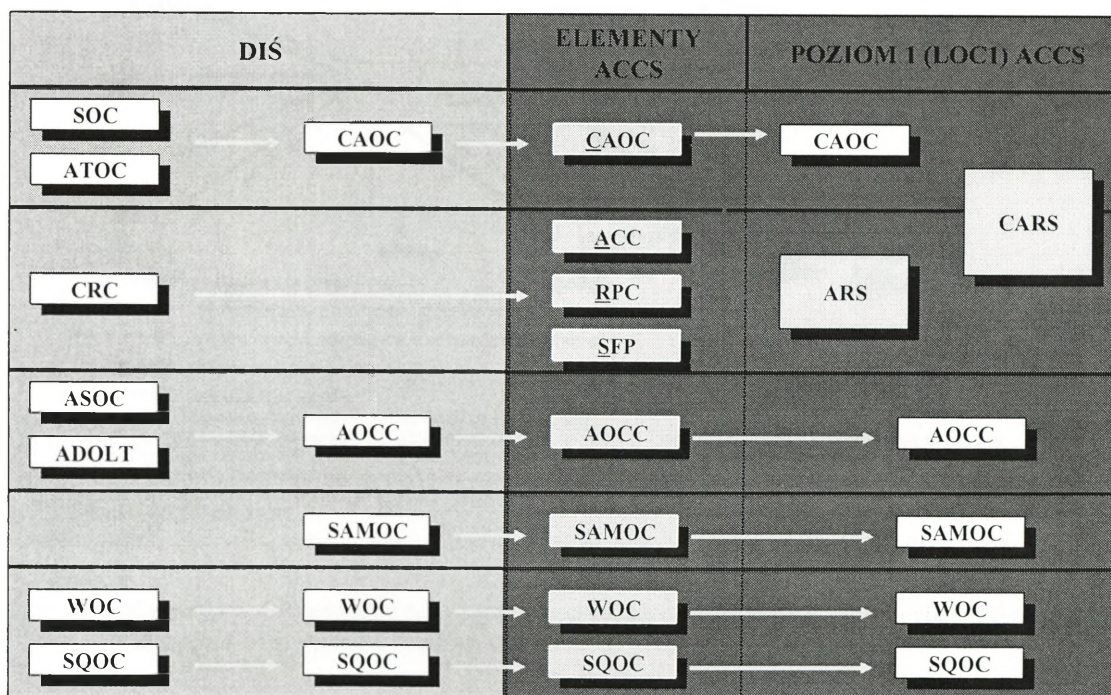 DIŚ
ELEMENTY
ACCS
POZIOM 1 (LOC1) ACCS
SOC
ATOC
CAOC
CAOC
CAOC
CARS
CRC
ACC
RPC
SFP
ARS
ASOC
ADOLT
AOCC
AOCC
AOCC
SAMOC
SAMOC
SAMOC
WOC
WOC
WOC
WOC
SQOC
SQOC
SQOC
SQOC